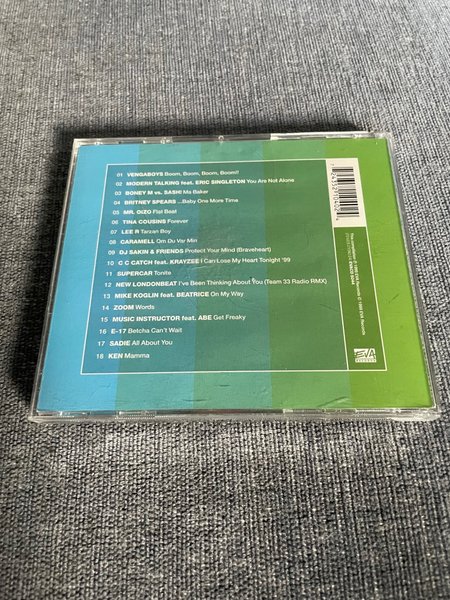 01 VENGABOYS Boom, Boom, Boom, Boom!!
02 MODERN TALKING feat. ERIC SINGLETON You Are Not Alone
03 BONEY M vs. SASH! Ma Baker
04 BRITNEY SPEARS ...Baby One More Time
05 MR. OIZO Flat Beat
06 TINA COUSINS Forever
07 LEE R Tarzan Boy
08 CARAMELL Om Du Var Min
09 DJ SAKIN & FRIENDS Protect Your Mind (Braveheart)
10 C C CATCH feat. KRAYZEE I Can Lose My Heart Tonight '99
11 SUPERCAR Tonite
12 NEW LONDONBEAT I've Been Thinking About You (Team 33 Radio RMX)
13 MIKE KOGLIN feat. BEATRICE On My Way
14 ZOOM Words
15 MUSIC INSTRUCTOR feat. ABE Get Freaky
16 E-17 Betcha Can't Wait
17 SADIE All About You
18 KEN Mamma
EVA
RECORDS